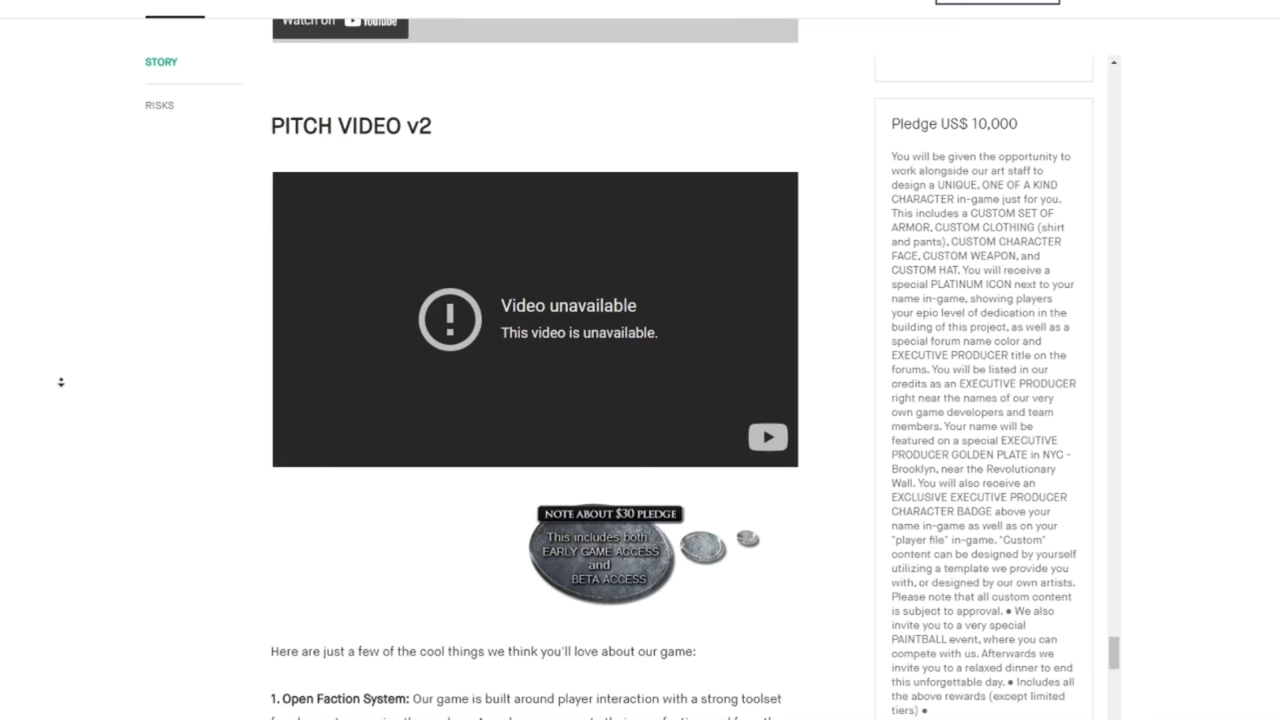 Watch on YouTube
STORY
RISKS
PITCH VIDEO v2
Video unavailable
This video is unavailable.
NOTE ABOUT $30 PLEDGE
This includes both
EARLY GAME ACCESS
and
BETA ACCESS
Here are just a few of the cool things we think you'll love about our game:
1. Open Faction System: Our game is built around player interaction with a strong toolset
Pledge US$ 10,000
You will be given the opportunity to
work alongside our art staff to
design a UNIQUE, ONE OF A KIND
CHARACTER in-game just for you.
This includes a CUSTOM SET OF
ARMOR, CUSTOM CLOTHING (shirt
and pants), CUSTOM CHARACTER
FACE, CUSTOM WEAPON, and
CUSTOM HAT. You will receive a
special PLATINUM ICON next to your
name in-game, showing players
your epic level of dedication in the
building of this project, as well as a
special forum name color and
EXECUTIVE PRODUCER title on the
forums. You will be listed in our
credits as an EXECUTIVE PRODUCER
right near the names of our very
own game developers and team
members. Your name will be
featured on a special EXECUTIVE
PRODUCER GOLDEN PLATE in NYC -
Brooklyn, near the Revolutionary
Wall. You will also receive an
EXCLUSIVE EXECUTIVE PRODUCER
CHARACTER BADGE above your
name in-game as well as on your
"player file" in-game. "Custom"
content can be designed by yourself
utilizing a template we provide you
with, or designed by our own artists.
Please note that all custom content
is subject to approval. ● We also
invite you to a very special
PAINTBALL event, where you can
compete with us. Afterwards we
invite you to a relaxed dinner to end
this unforgettable day. ● Includes all
the above rewards (except limited
tiers) ●